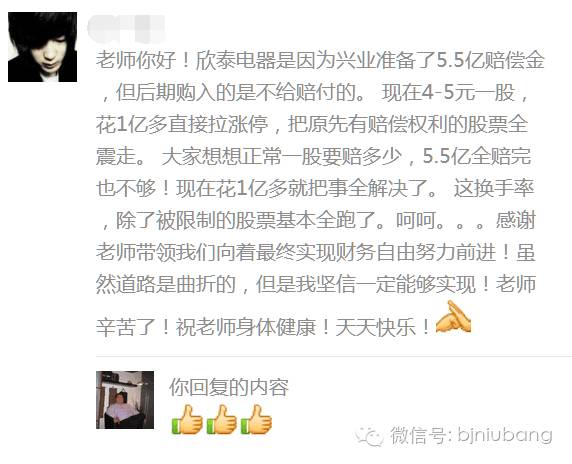 老师你好！欣泰电器是因为兴业准备了5.5亿赔偿金
，但后期购入的是不给赔付的。 现在4-5元一股，
花1亿多直接拉涨停，把原先有赔偿权利的股票全
震走。 大家想想正常一股要赔多少，5.5亿全赔完
也不够！现在花1亿多就把事全解决了。 这换手率
，除了被限制的股票基本全跑了。呵呵。。。感谢
老师带领我们向着最终实现财务自由努力前进！虽
然道路是曲折的，但是我坚信一定能够实现！老师
辛苦了！祝老师身体健康！天天快乐！
你回复的内容
微信号: bjniubang